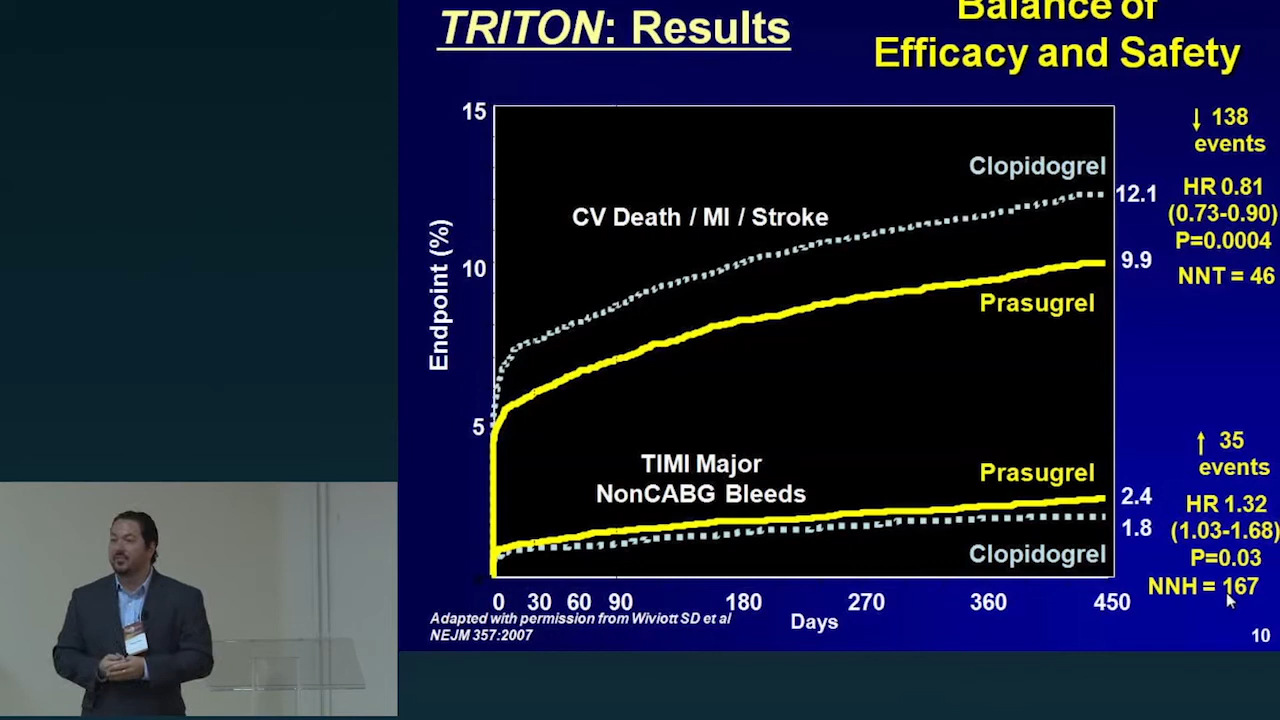 TRITON: Results
Balance of
Efficacy and Safety
15
10
5
Endpoint (%)
CV Death / MI / Stroke
Clopidogrel
12.1
9.9
Prasugrel
↓ 138
events
HR 0.81
(0.73-0.90)
P=0.0004
NNT = 46
TIMI Major
NonCABG Bleeds
Prasugrel
2.4
1.8
Clopidogrel
↑ 35
events
HR 1.32
(1.03-1.68)
P=0.03
NNH = 167
0 30 60 90 180 270 360 450
Days
Adapted with permission from Wiviott SD et al
NEJM 357:2007
10